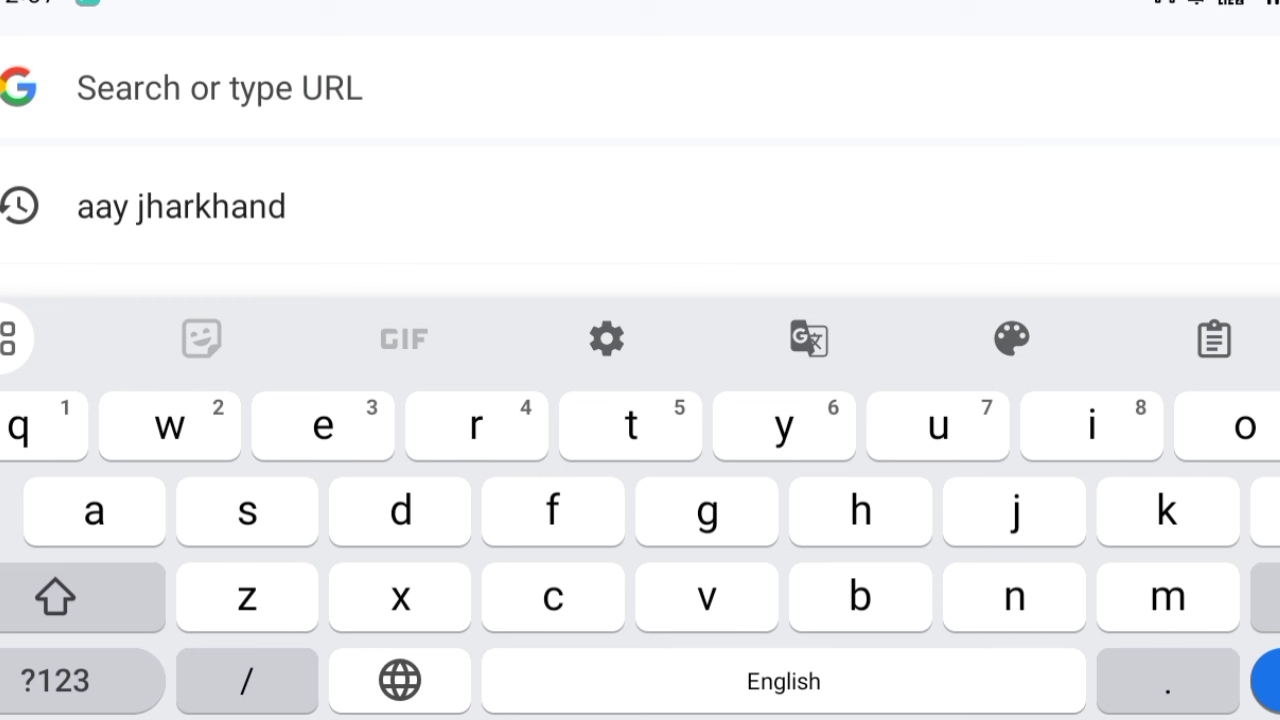 Search or type URL
aay jharkhand
GIF
q 1 w 2 e 3 r 4 t 5 y 6 u 7 i 8 o
a s d f g h j k
z x c v b n m
?123 / English .